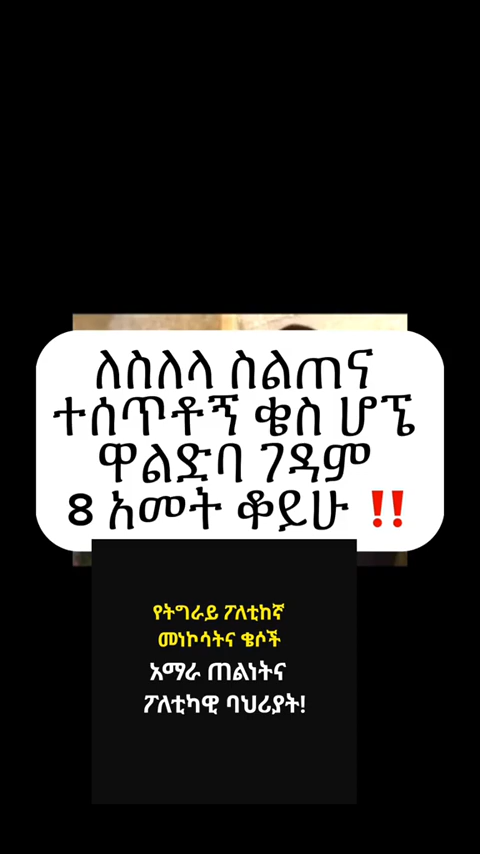 ለስለላ ስልጠና
ተሰጥቶኝ ቄስ ሆኜ
ዋልድባ ገዳም
8 አመት ቆይሁ ‼️
የትግራይ ፖለቲከኛ
መነኮሳትና ቄሶች
አማራ ጠልነትና
ፖለቲካዊ ባህሪያት!